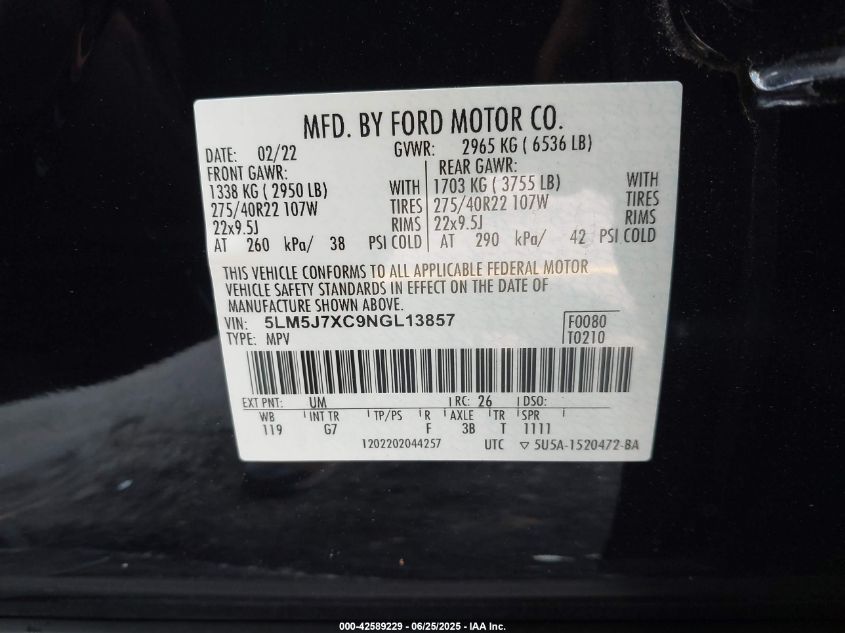 MFD. BY FORD MOTOR CO.
DATE: 02/22 GVWR: 2965 KG ( 6536 LB)
FRONT GAWR: REAR GAWR:
1338 KG ( 2950 LB) WITH 1703 KG ( 3755 LB) WITH
275/40R22 107W TIRES 275/40R22 107W TIRES
22x9.5J RIMS 22x9.5J RIMS
AT 260 kPa/ 38 PSI COLD AT 290 kPa/ 42 PSI COLD
THIS VEHICLE CONFORMS TO ALL APPLICABLE FEDERAL MOTOR
VEHICLE SAFETY STANDARDS IN EFFECT ON THE DATE OF
MANUFACTURE SHOWN ABOVE.
VIN: 5LM5J7XC9NGL13857 F0080
TYPE: MPV T0210
EXT PNT: UM RC: 26 DSO:
WB INT TR TP/PS R AXLE TR SPR
119 G7 F 3B T 1111
1202202044257 UTC ▽ 5U5A-1520472-BA
000-42589229 - 06/25/2025 - IAA Inc.